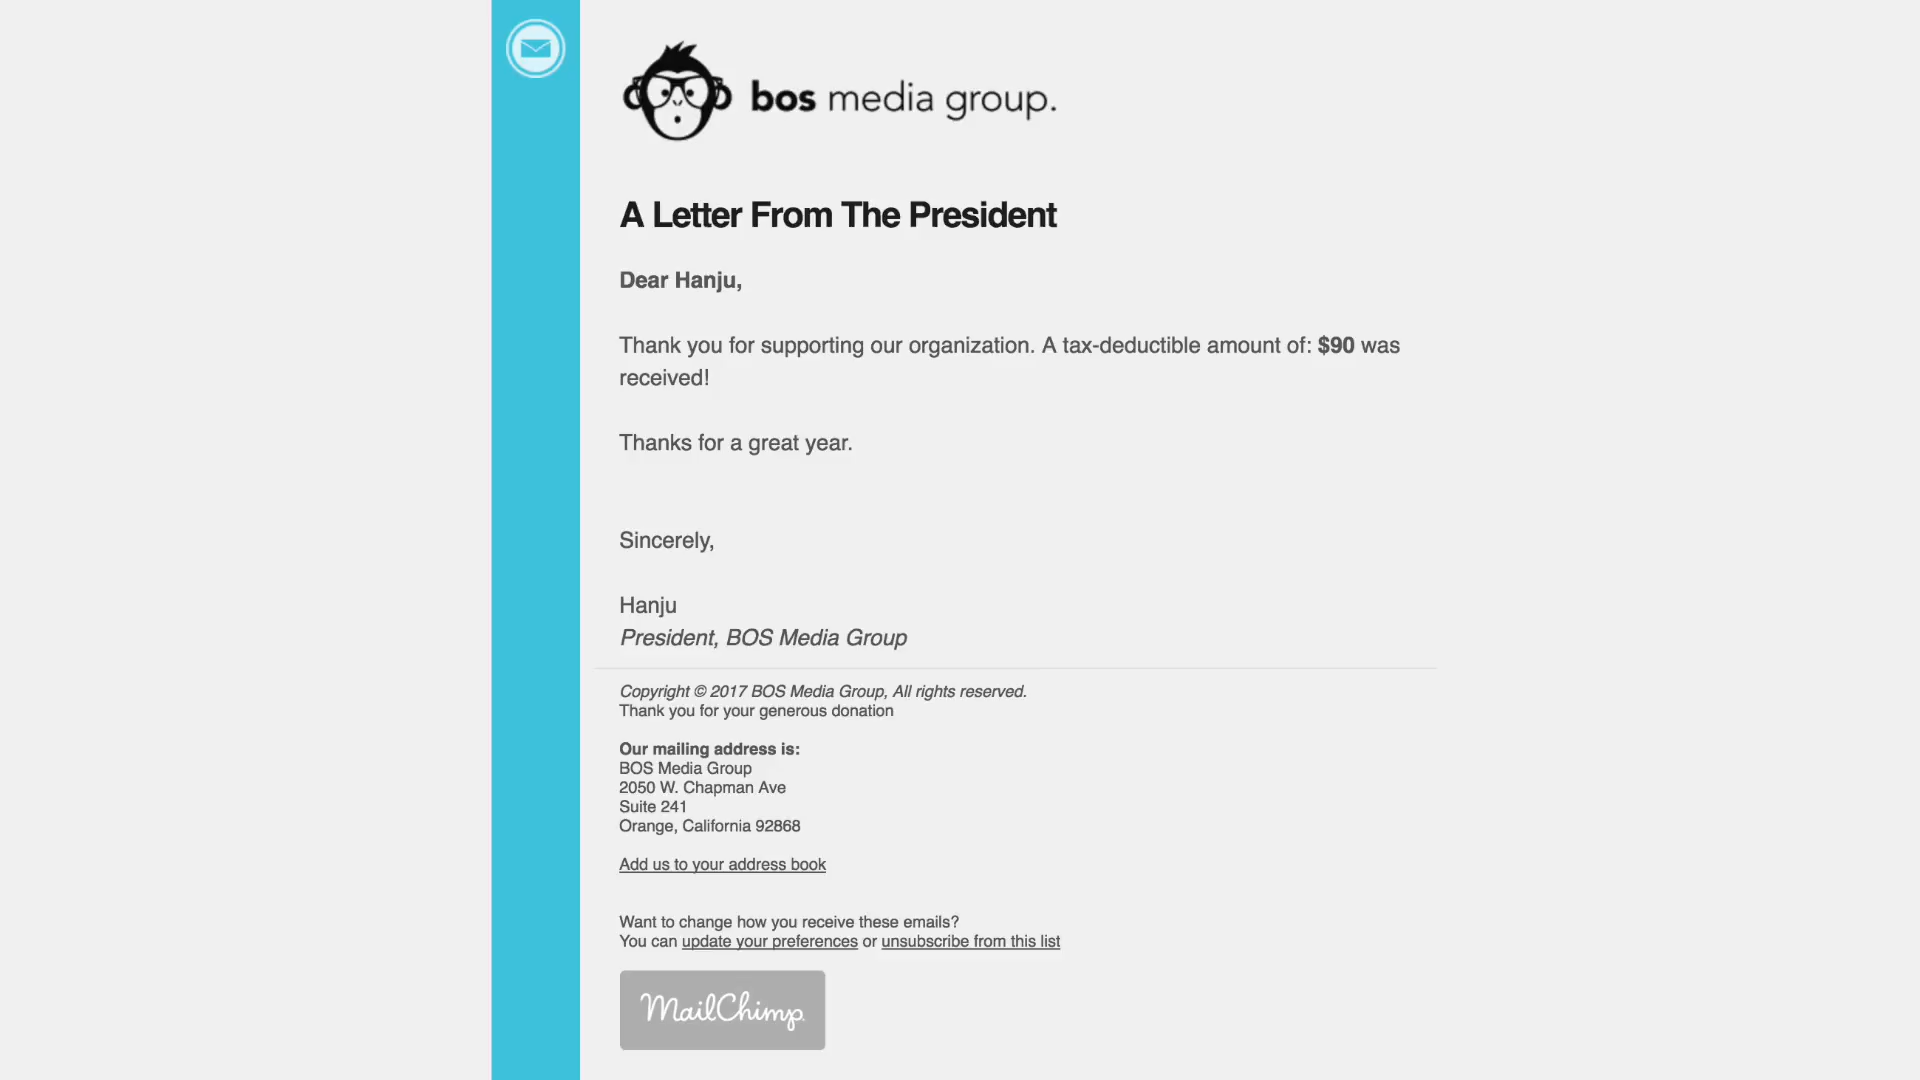 bos media group.
A Letter From The President
Dear Hanju,
Thank you for supporting our organization. A tax-deductible amount of: $90 was
received!
Thanks for a great year.
Sincerely,
Hanju
President, BOS Media Group
Copyright © 2017 BOS Media Group, All rights reserved.
Thank you for your generous donation
Our mailing address is:
BOS Media Group
2050 W. Chapman Ave
Suite 241
Orange, California 92868
Add us to your address book
Want to change how you receive these emails?
You can update your preferences or unsubscribe from this list
MailChimp